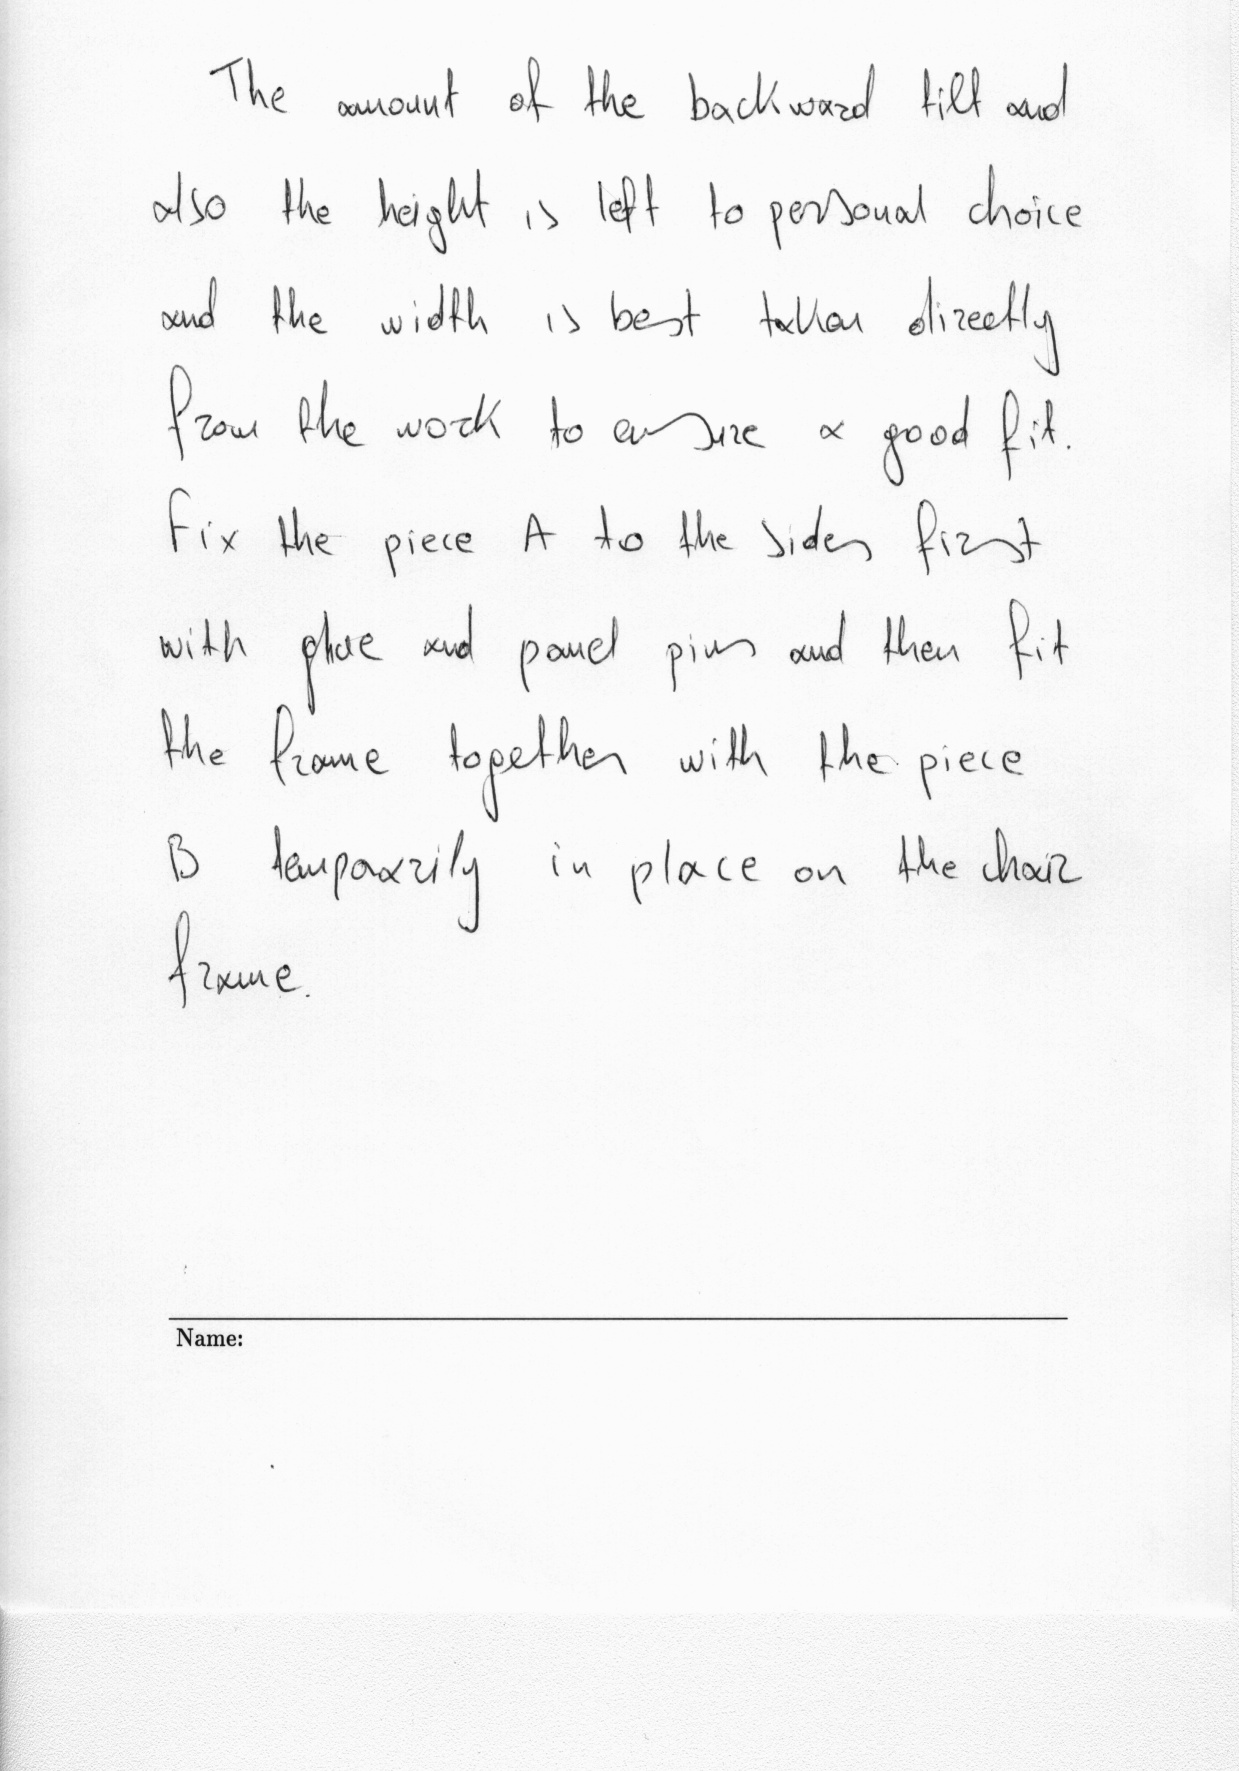 The amount of the backward tilt and
also the height is left to personal choice
and the width is best taken directly
from the work to ensure a good fit.
Fix the piece A to the sides first
with glue and panel pins and then fit
the frame together with the piece
B temporarily in place on the chair
frame.
Name: